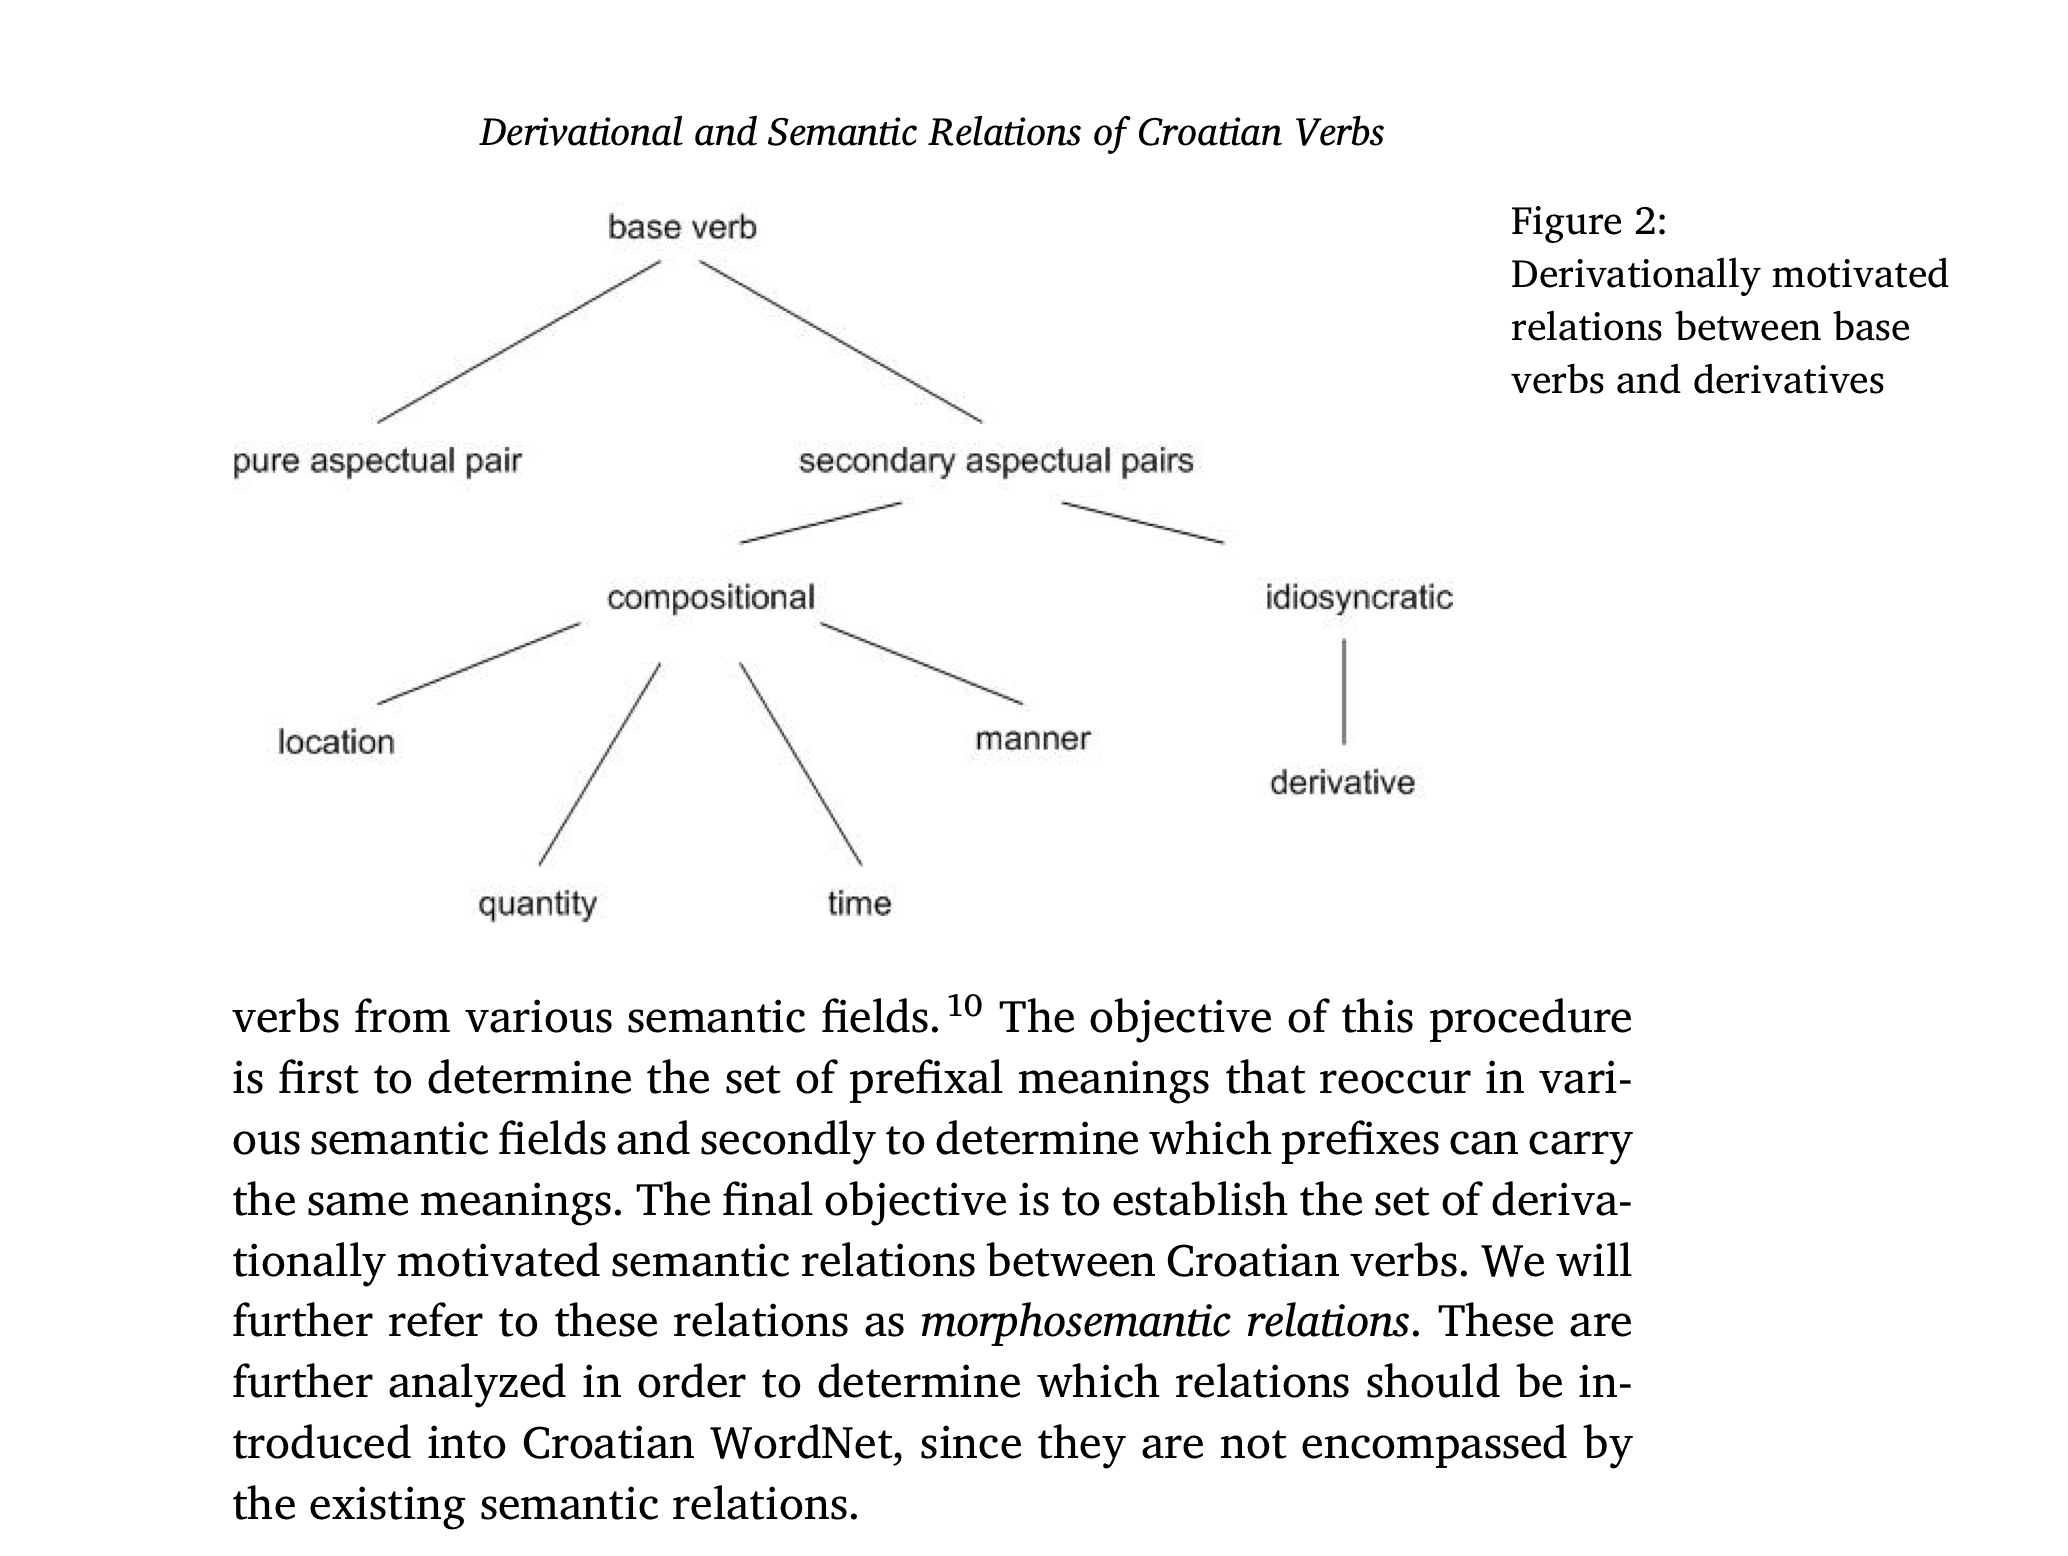 Derivational and Semantic Relations of Croatian Verbs
base verb
pure aspectual pair
secondary aspectual pairs
compositional
idiosyncratic
location
manner
derivative
quantity
time
Figure 2:
Derivationally motivated
relations between base
verbs and derivatives
verbs from various semantic fields.10 The objective of this procedure
is first to determine the set of prefixal meanings that reoccur in vari-
ous semantic fields and secondly to determine which prefixes can carry
the same meanings. The final objective is to establish the set of deriva-
tionally motivated semantic relations between Croatian verbs. We will
further refer to these relations as morphosemantic relations. These are
further analyzed in order to determine which relations should be in-
troduced into Croatian WordNet, since they are not encompassed by
the existing semantic relations.